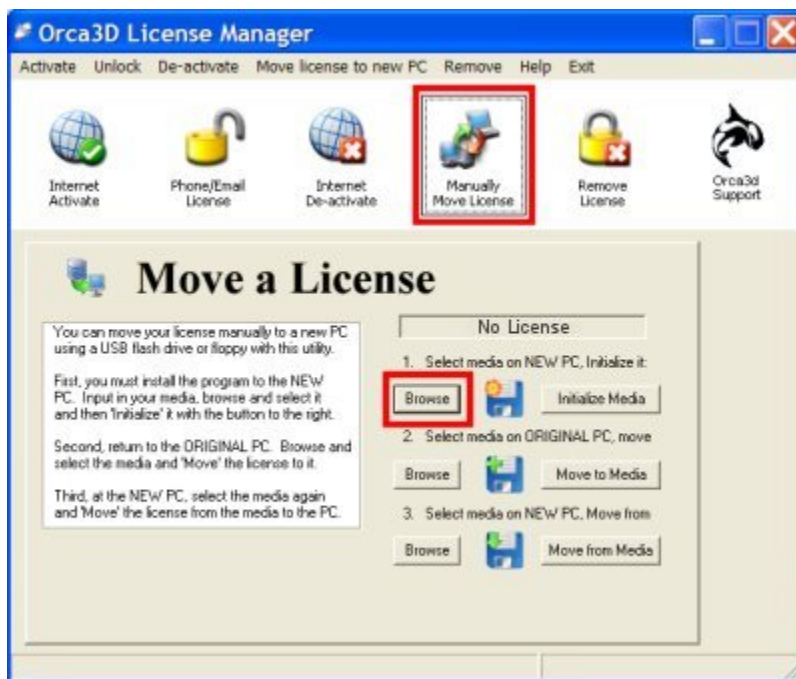 Orca3D License Manager
Activate Unlock De-activate Move license to new PC Remove Help Exit
Internet
Activate
Phone/Email
License
Internet
De-activate
Manually
Move License
Remove
License
Orca3d
Support
Move a License
You can move your license manually to a new PC
using a USB flash drive or floppy with this utility.
First, you must install the program to the NEW
PC. Input in your media, browse and select it
and then 'Initialize' it with the button to the right.
Second, return to the ORIGINAL PC. Browse and
select the media and 'Move' the license to it.
Third, at the NEW PC, select the media again
and 'Move' the license from the media to the PC.
No License
1. Select media on NEW PC, Initialize it:
Browse Initialize Media
2. Select media on ORIGINAL PC, move
Browse Move to Media
3. Select media on NEW PC, Move from
Browse Move from Media